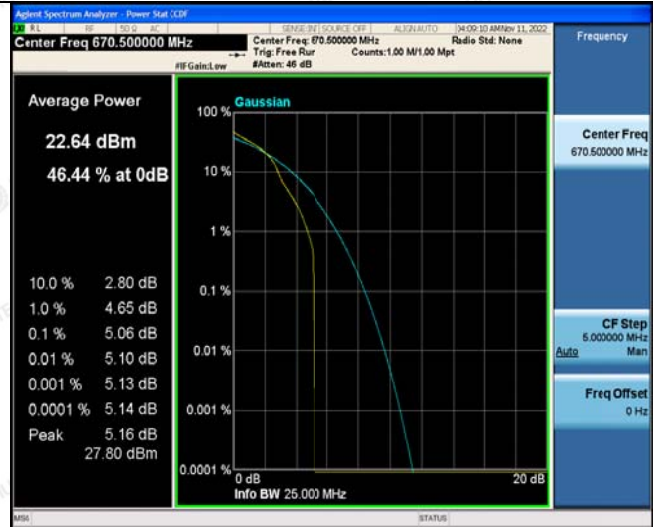 Agilent Spectrum Analyzer - Power Stat CCDF
RL RF 50 Ω AC SENSE:INT SOURCE OFF ALIGN AUTO 04:09:10 AM Nov 11, 2022
Center Freq 670.500000 MHz
Center Freq: 670.500000 MHz
Radio Std: None
Trig: Free Run
Counts:1.00 M/1.00 Mpt
#IFGain:Low
#Atten: 46 dB
Frequency
Average Power
22.64 dBm
46.44 % at 0dB
10.0 % 2.80 dB
1.0 % 4.65 dB
0.1 % 5.06 dB
0.01 % 5.10 dB
0.001 % 5.13 dB
0.0001 % 5.14 dB
Peak 5.16 dB
27.80 dBm
Gaussian
100 %
10 %
1 %
0.1 %
0.01 %
0.001 %
0.0001 %
0 dB
20 dB
Info BW 25.000 MHz
Center Freq
670.500000 MHz
CF Step
5.000000 MHz
Auto Man
Freq Offset
0 Hz
MSG
STATUS